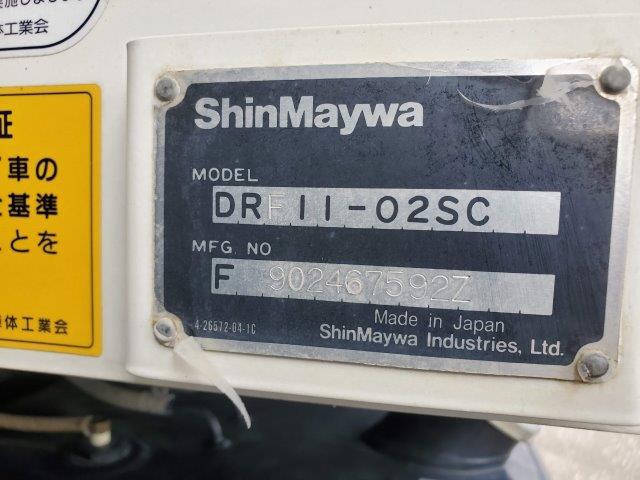 体工業会
証
車の
基準
ことを
体工業会
ShinMaywa
MODEL
DRF11-02SC
MFG. NO
F 902467592Z
4-26572-04-1C
Made in Japan
ShinMaywa Industries, Ltd.